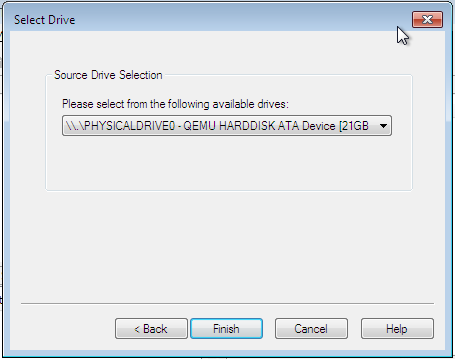 Select Drive
Source Drive Selection
Please select from the following available drives:
\\.\PHYSICALDRIVE0 - QEMU HARDDISK ATA Device [21GB
< Back
Finish
Cancel
Help